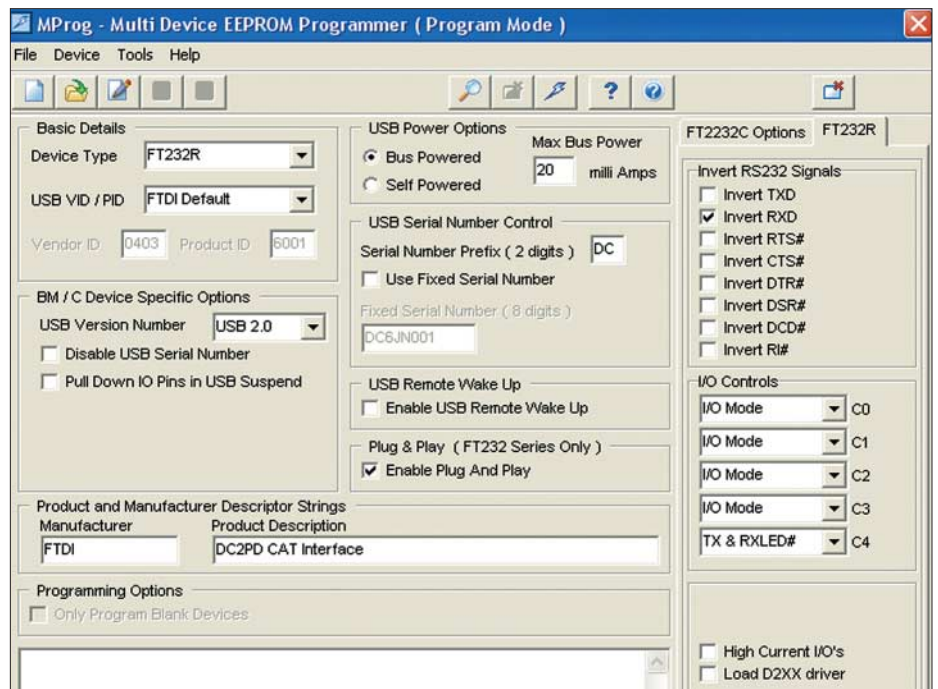 MProg - Multi Device EEPROM Programmer ( Program Mode )
File Device Tools Help
Basic Details
Device Type FT232R
USB VID / PID FTDI Default
Vendor ID 0403 Product ID 6001
BM / C Device Specific Options
USB Version Number USB 2.0
Disable USB Serial Number
Pull Down IO Pins in USB Suspend
USB Power Options
Bus Powered
Self Powered
Max Bus Power
20 milli Amps
USB Serial Number Control
Serial Number Prefix ( 2 digits ) DC
Use Fixed Serial Number
Fixed Serial Number ( 8 digits )
DC6JN001
USB Remote Wake Up
Enable USB Remote Wake Up
Plug & Play ( FT232 Series Only )
Enable Plug And Play
Product and Manufacturer Descriptor Strings
Manufacturer Product Description
FTDI DC2PD CAT Interface
Programming Options
Only Program Blank Devices
FT2232C Options FT232R
Invert RS232 Signals
Invert TXD
Invert RXD
Invert RTS#
Invert CTS#
Invert DTR#
Invert DSR#
Invert DCD#
Invert RI#
I/O Controls
I/O Mode C0
I/O Mode C1
I/O Mode C2
I/O Mode C3
TX & RXLED# C4
High Current I/O's
Load D2XX driver